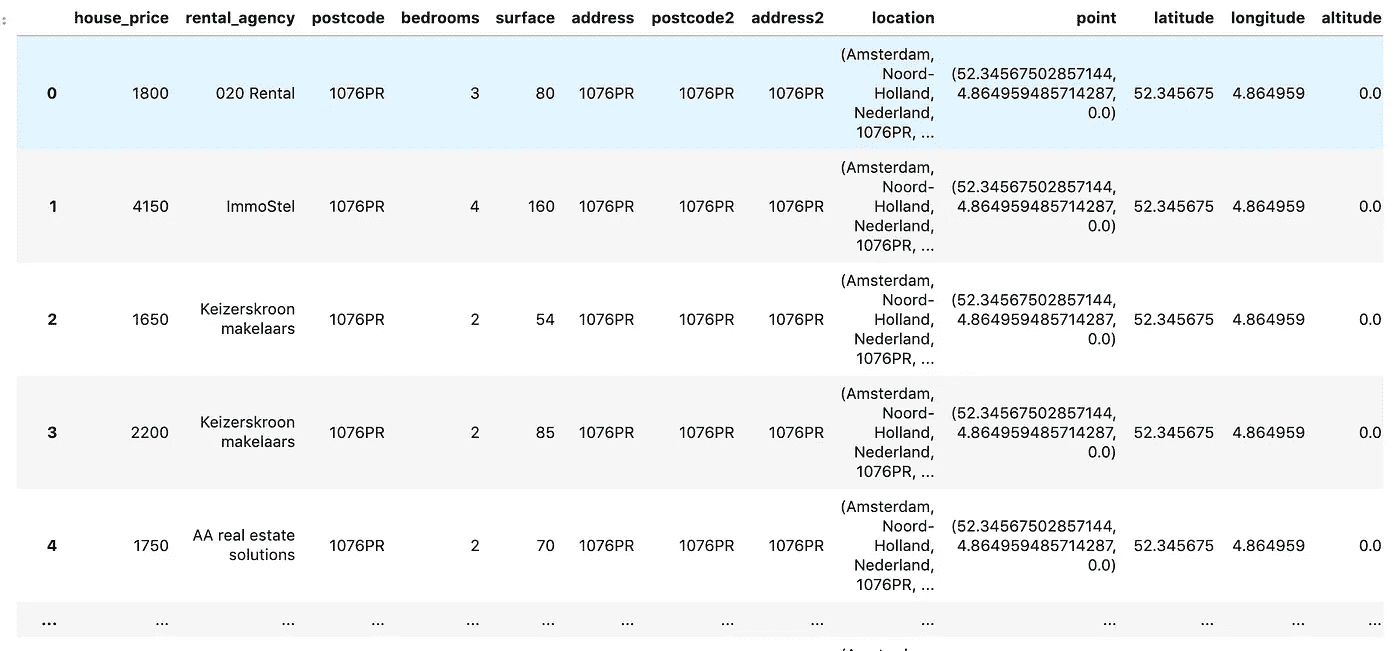 house_price rental_agency postcode bedrooms surface address postcode2 address2 location point latitude longitude altitude
(Amsterdam,
Noord- (52.34567502857144,
0 1800 020 Rental 1076PR 3 80 1076PR 1076PR 1076PR Holland, 4.864959485714287, 52.345675 4.864959 0.0
Nederland, 0.0)
1076PR, ...
(Amsterdam,
Noord- (52.34567502857144,
1 4150 ImmoStel 1076PR 4 160 1076PR 1076PR 1076PR Holland, 4.864959485714287, 52.345675 4.864959 0.0
Nederland, 0.0)
1076PR, ...
(Amsterdam,
Keizerskroon Noord- (52.34567502857144,
2 1650 makelaars 1076PR 2 54 1076PR 1076PR 1076PR Holland, 4.864959485714287, 52.345675 4.864959 0.0
Nederland, 0.0)
1076PR, ...
(Amsterdam,
Keizerskroon Noord- (52.34567502857144,
3 2200 makelaars 1076PR 2 85 1076PR 1076PR 1076PR Holland, 4.864959485714287, 52.345675 4.864959 0.0
Nederland, 0.0)
1076PR, ...
(Amsterdam,
AA real estate Noord- (52.34567502857144,
4 1750 solutions 1076PR 2 70 1076PR 1076PR 1076PR Holland, 4.864959485714287, 52.345675 4.864959 0.0
Nederland, 0.0)
1076PR, ...
... ... ... ... ... ... ... ... ... ... ... ... ... ...